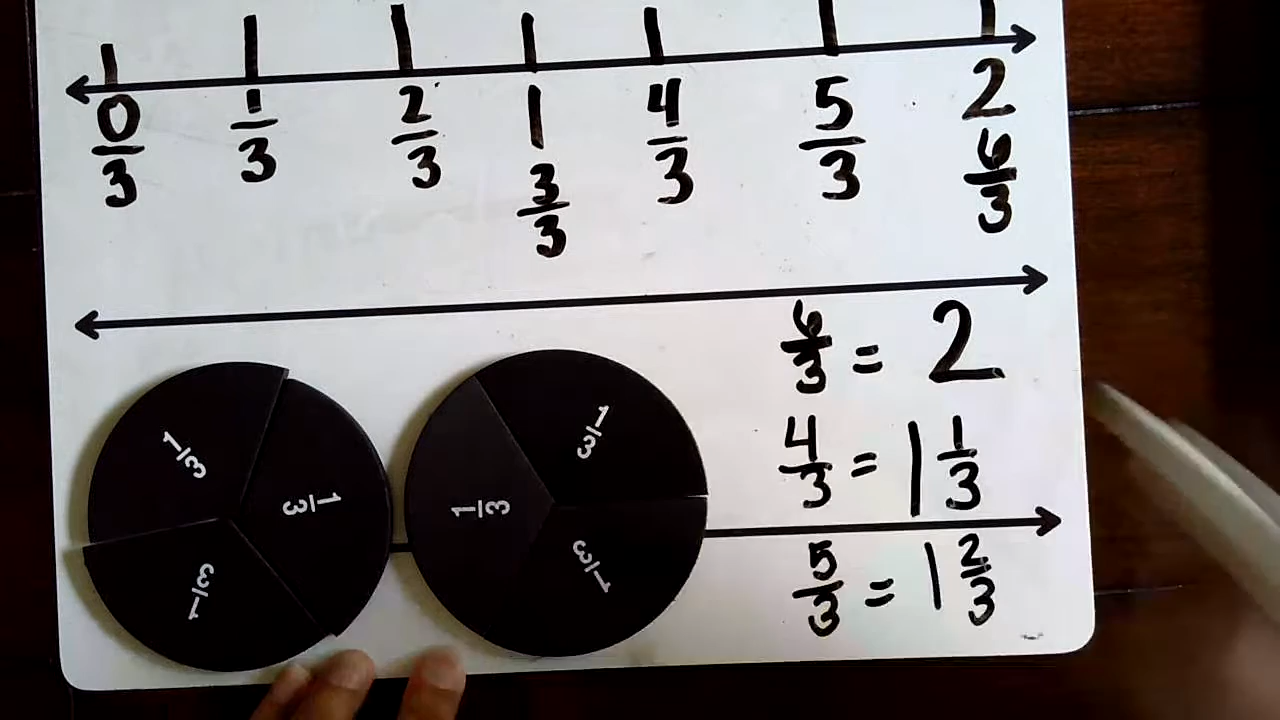 0/3 1/3 2/3 1 4/3 5/3 2
3/3 6/3
6/3 = 2
4/3 = 1 1/3
5/3 = 1 2/3
1/3 1/3 1/3
1/3 1/3 1/3